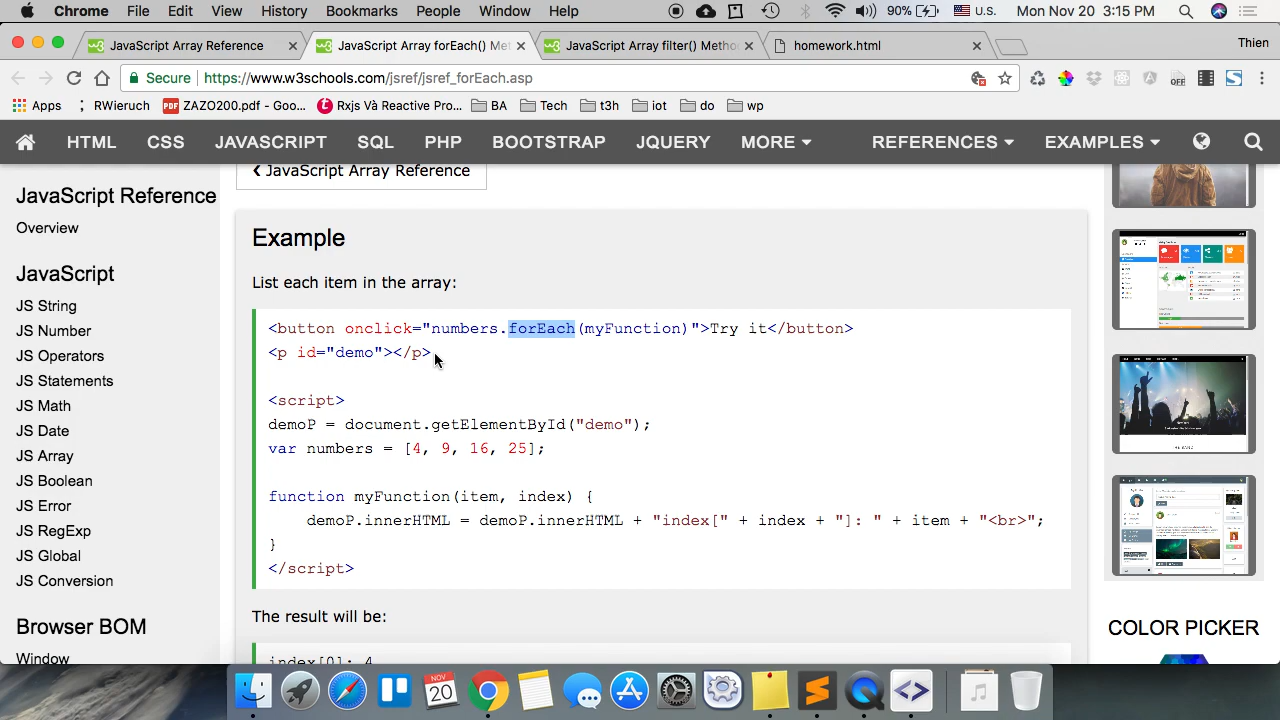 Chrome File Edit View History Bookmarks People Window Help 90% U.S. Mon Nov 20 3:15 PM
JavaScript Array Reference JavaScript Array forEach() Met JavaScript Array filter() Metho homework.html Thien
Secure https://www.w3schools.com/jsref/jsref_forEach.asp
Apps RWieruch ZAZO200.pdf - Goo... Rxjs Và Reactive Pro... BA Tech t3h iot do wp
HTML CSS JAVASCRIPT SQL PHP BOOTSTRAP JQUERY MORE REFERENCES EXAMPLES
JavaScript Reference
Overview
JavaScript
JS String
JS Number
JS Operators
JS Statements
JS Math
JS Date
JS Array
JS Boolean
JS Error
JS RegExp
JS Global
JS Conversion
Browser BOM
Window
JavaScript Array Reference
Example
List each item in the array:
<button onclick="numbers.forEach(myFunction)">Try it</button>
<p id="demo"></p>
<script>
demoP = document.getElementById("demo");
var numbers = [4, 9, 16, 25];
function myFunction(item, index) {
demoP.innerHTML = demoP.innerHTML + "index[" + index + "]: " + item + "<br>";
}
</script>
The result will be:
index[0]: 4
COLOR PICKER
NOV
20